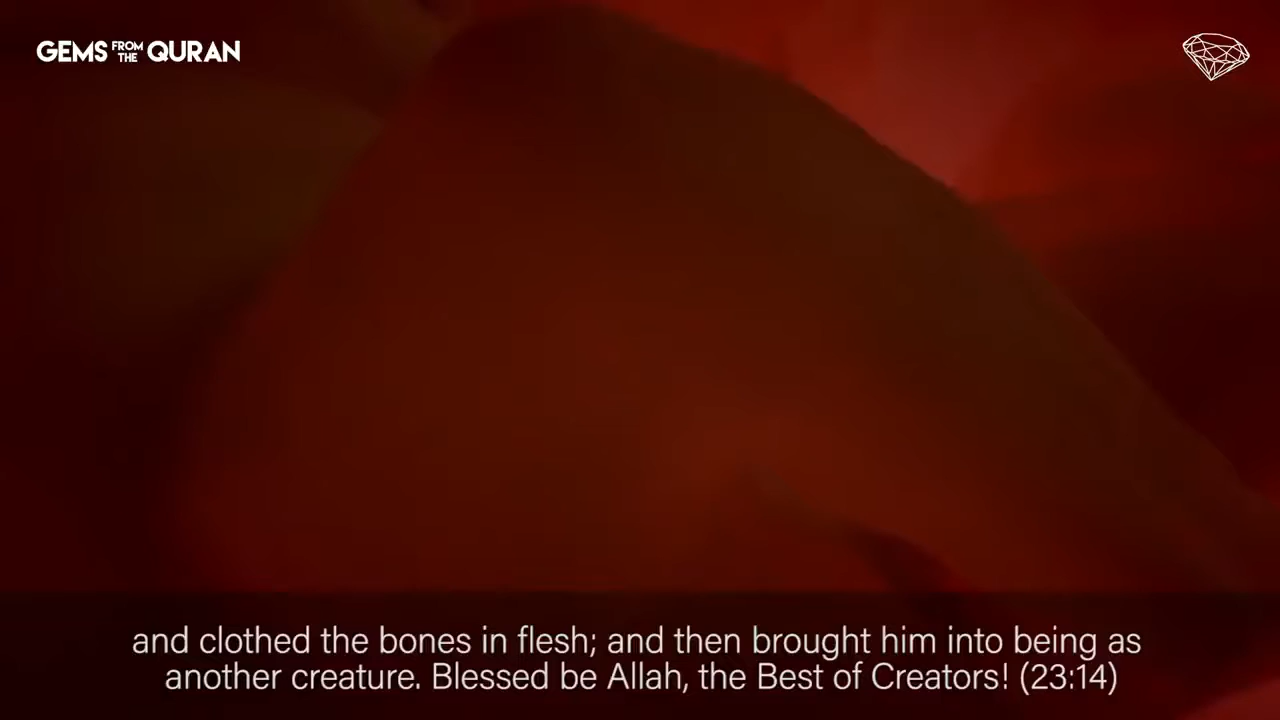 GEMS FROM THE QURAN
and clothed the bones in flesh; and then brought him into being as
another creature. Blessed be Allah, the Best of Creators! (23:14)